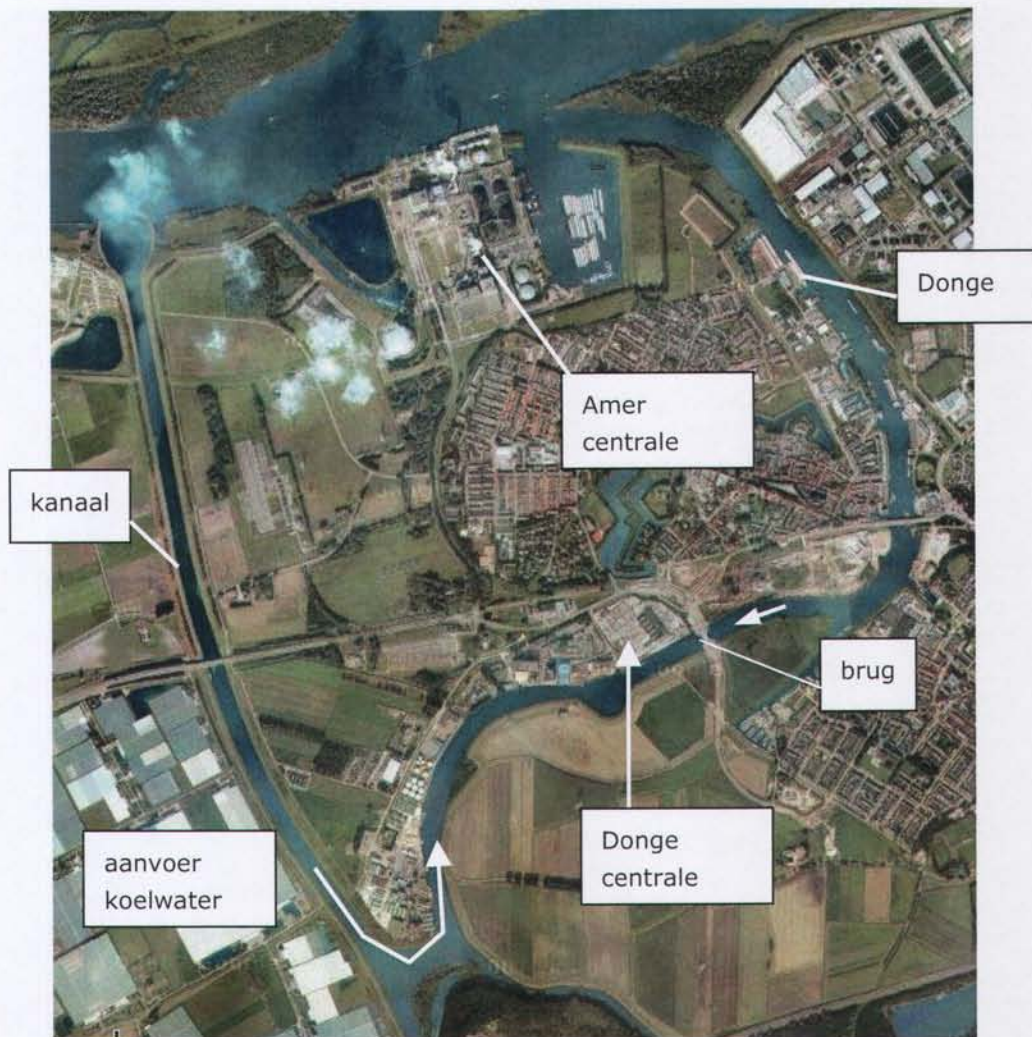 Donge
Amer
centrale
kanaal
brug
Donge
centrale
aanvoer
koelwater